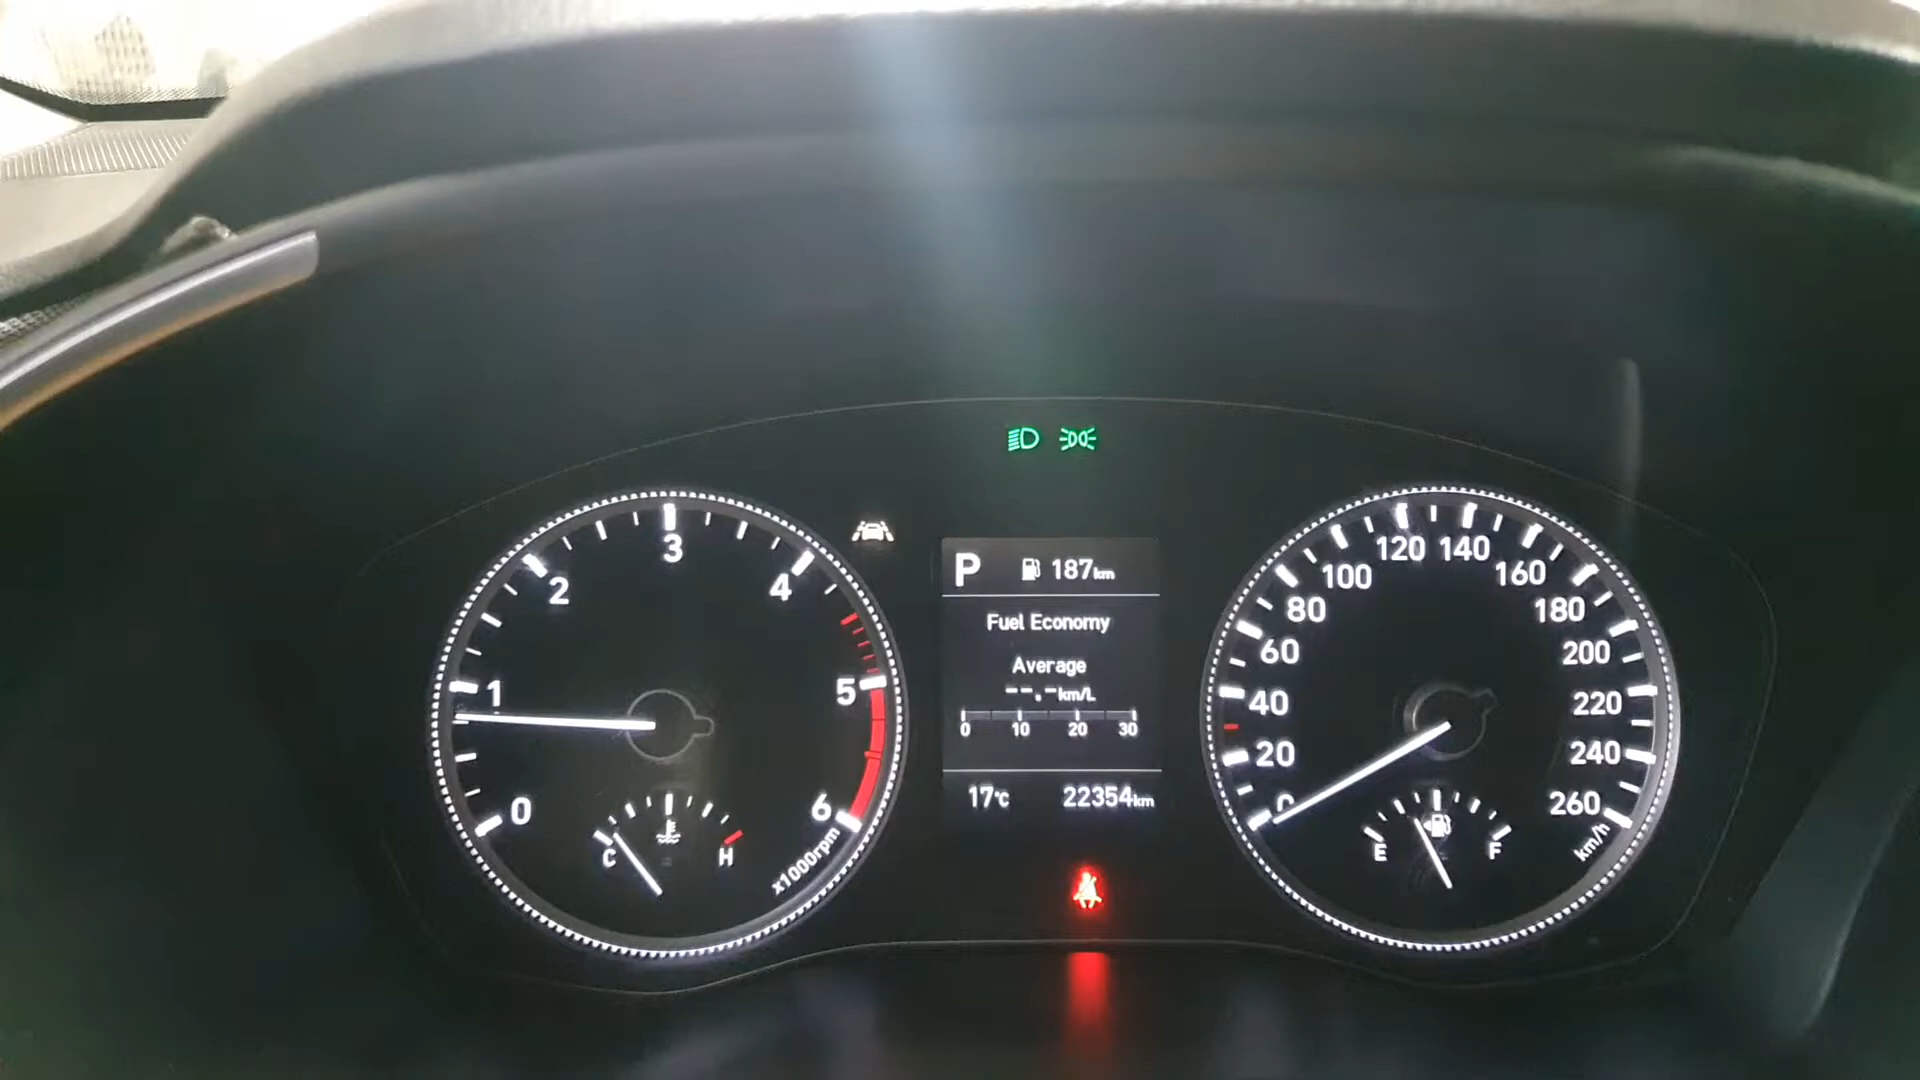 0
1
2
3
4
5
6
x1000rpm
C
H
P 187km
Fuel Economy
Average
--.-km/L
0 10 20 30
17℃ 22354km
0
20
40
60
80
100
120
140
160
180
200
220
240
260
km/h
E
F